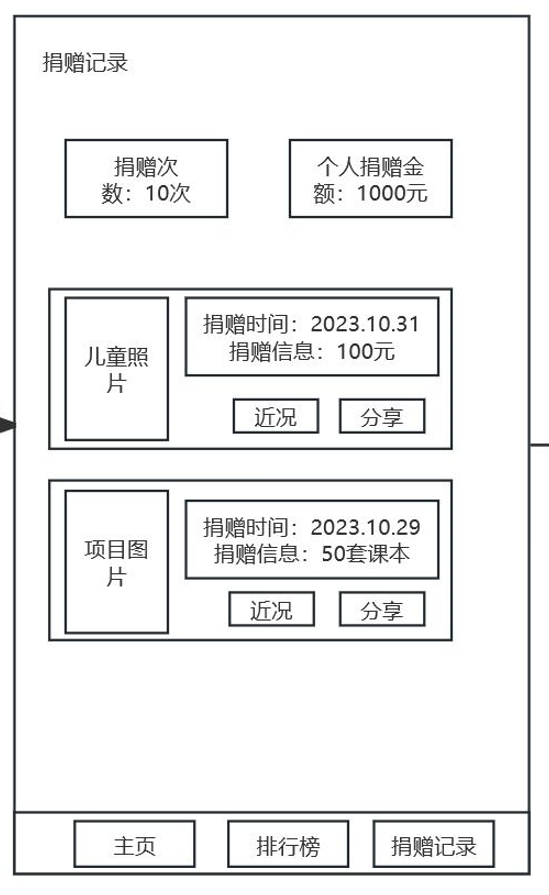 捐赠记录
捐赠次
数：10次
个人捐赠金
额：1000元
儿童照
片
捐赠时间：2023.10.31
捐赠信息：100元
近况
分享
项目图
片
捐赠时间：2023.10.29
捐赠信息：50套课本
近况
分享
主页
排行榜
捐赠记录